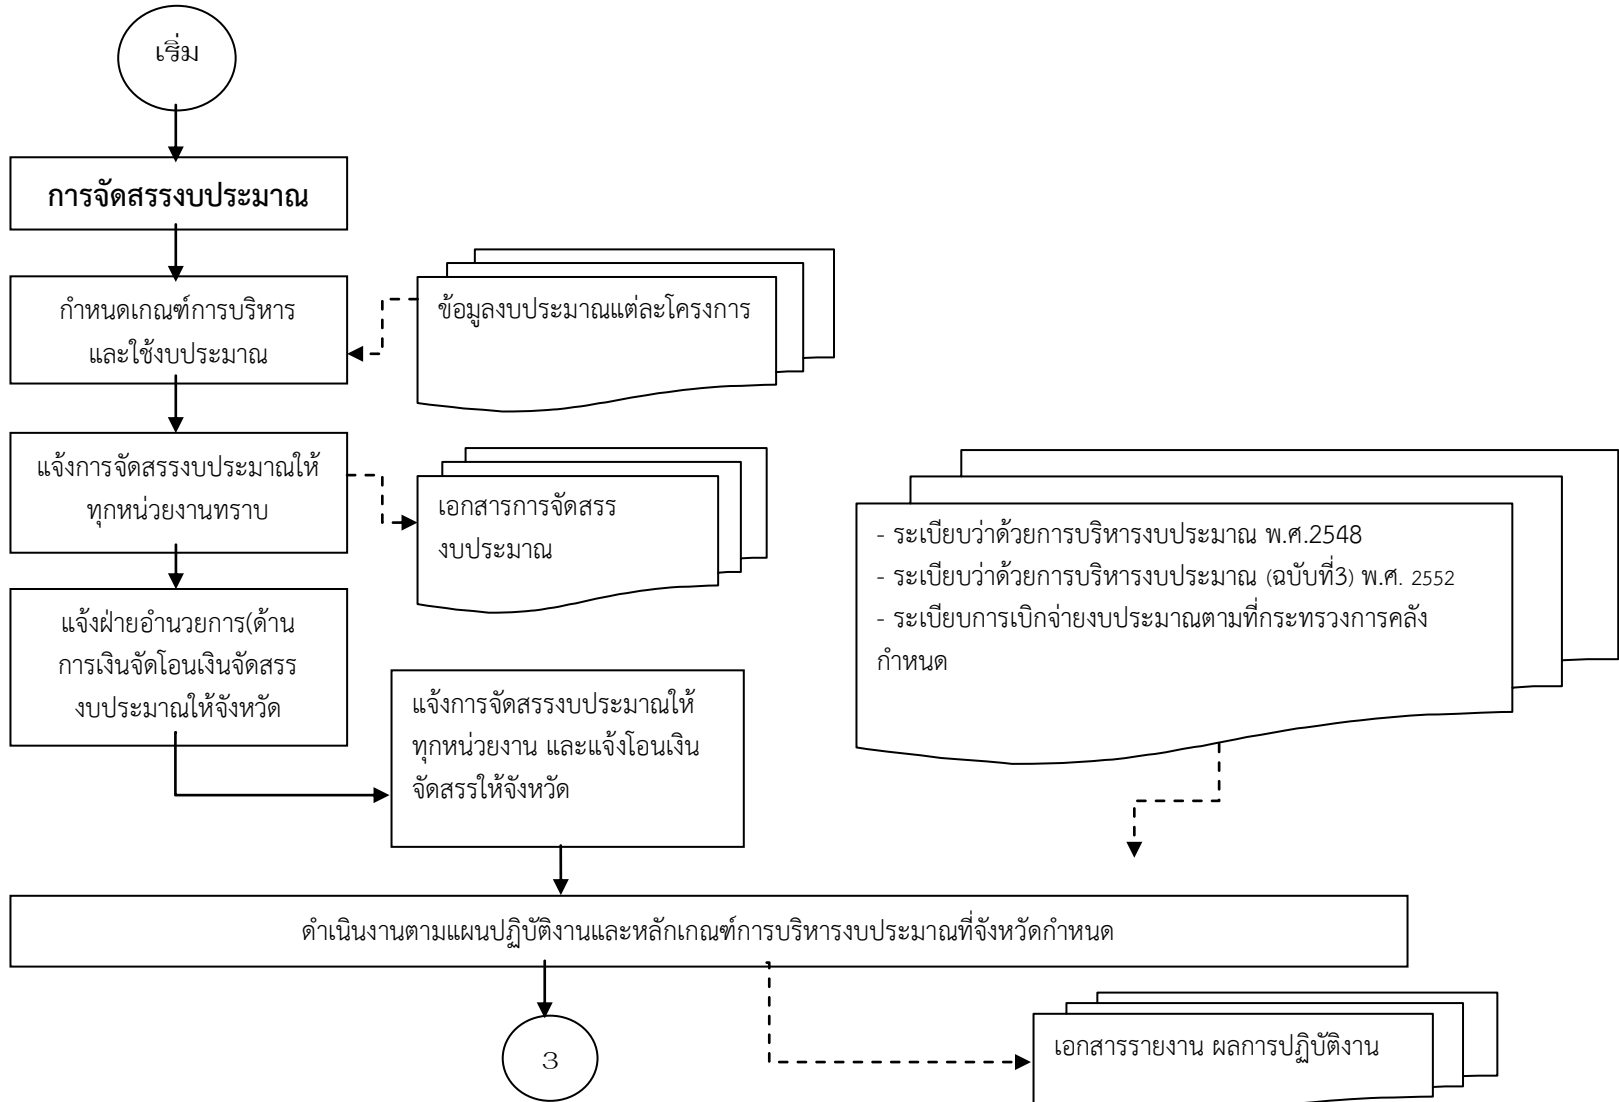 เริ่ม
การจัดสรรงบประมาณ
กำหนดเกณฑ์การบริหาร
และใช้งบประมาณ
ข้อมูลงบประมาณแต่ละโครงการ
แจ้งการจัดสรรงบประมาณให้
ทุกหน่วยงานทราบ
เอกสารการจัดสรร
งบประมาณ
- ระเบียบว่าด้วยการบริหารงบประมาณ พ.ศ.2548
- ระเบียบว่าด้วยการบริหารงบประมาณ (ฉบับที่3) พ.ศ. 2552
- ระเบียบการเบิกจ่ายงบประมาณตามที่กระทรวงการคลัง
กำหนด
แจ้งฝ่ายอำนวยการ(ด้าน
การเงินจัดโอนเงินจัดสรร
งบประมาณให้จังหวัด
แจ้งการจัดสรรงบประมาณให้
ทุกหน่วยงาน และแจ้งโอนเงิน
จัดสรรให้จังหวัด
ดำเนินงานตามแผนปฏิบัติงานและหลักเกณฑ์การบริหารงบประมาณที่จังหวัดกำหนด
3
เอกสารรายงาน ผลการปฏิบัติงาน